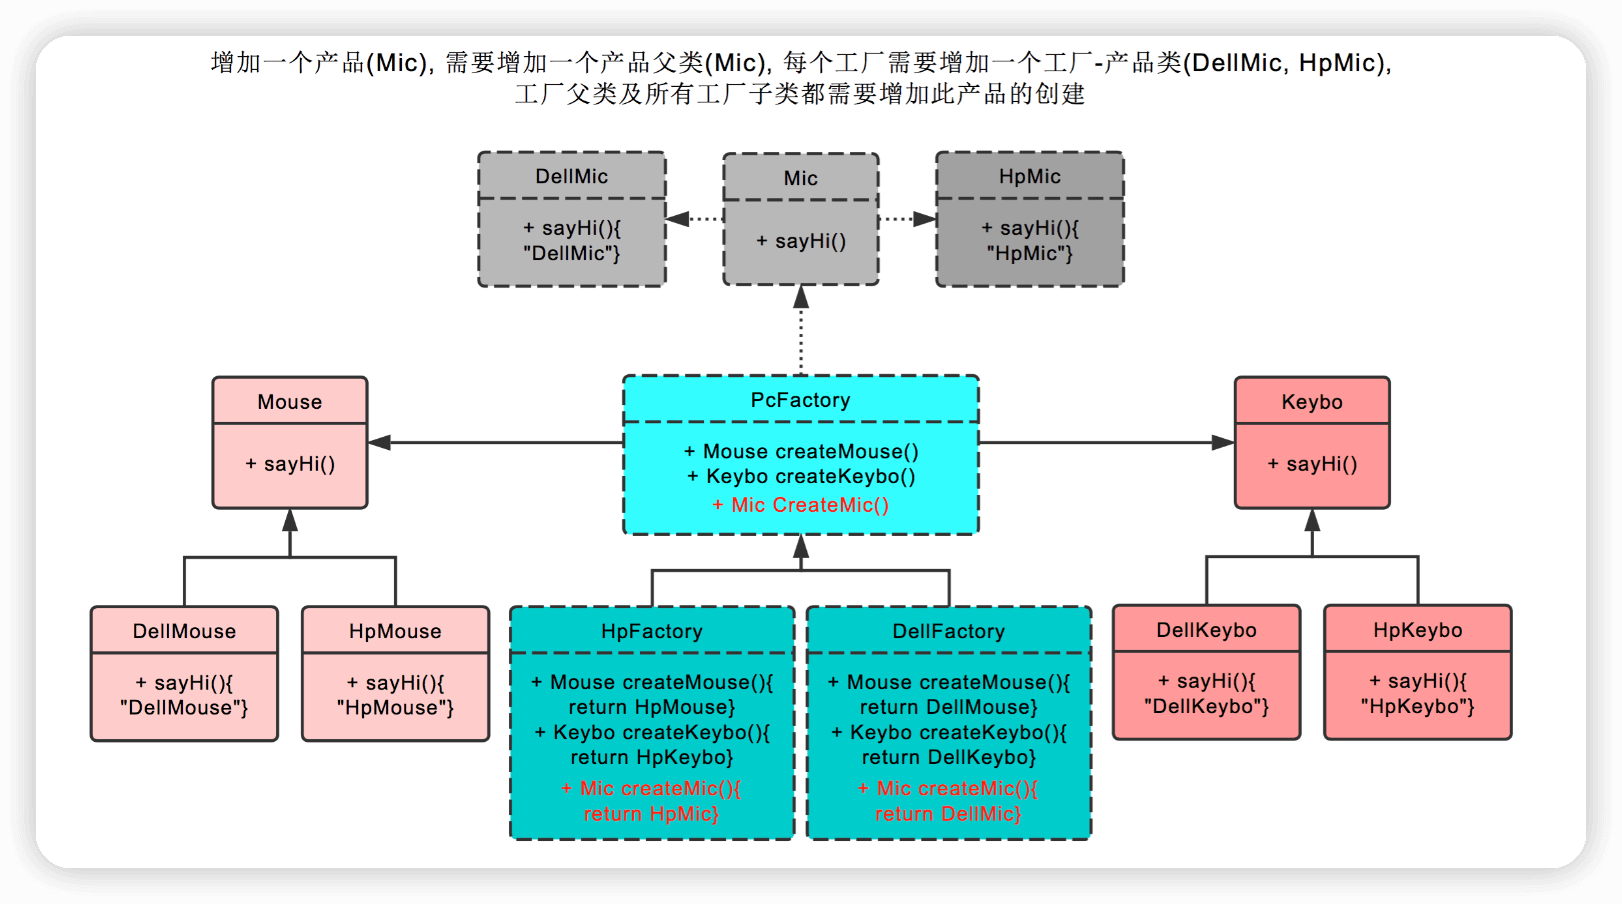 增加一个产品(Mic), 需要增加一个产品父类(Mic), 每个工厂需要增加一个工厂-产品类(DellMic, HpMic),
工厂父类及所有工厂子类都需要增加此产品的创建
DellMic
+ sayHi(){
"DellMic"}
Mic
+ sayHi()
HpMic
+ sayHi(){
"HpMic"}
Mouse
+ sayHi()
PcFactory
+ Mouse createMouse()
+ Keybo createKeybo()
+ Mic CreateMic()
Keybo
+ sayHi()
DellMouse
+ sayHi(){
"DellMouse"}
HpMouse
+ sayHi(){
"HpMouse"}
HpFactory
+ Mouse createMouse(){
return HpMouse}
+ Keybo createKeybo(){
return HpKeybo}
+ Mic createMic(){
return HpMic}
DellFactory
+ Mouse createMouse(){
return DellMouse}
+ Keybo createKeybo(){
return DellKeybo}
+ Mic createMic(){
return DellMic}
DellKeybo
+ sayHi(){
"DellKeybo"}
HpKeybo
+ sayHi(){
"HpKeybo"}